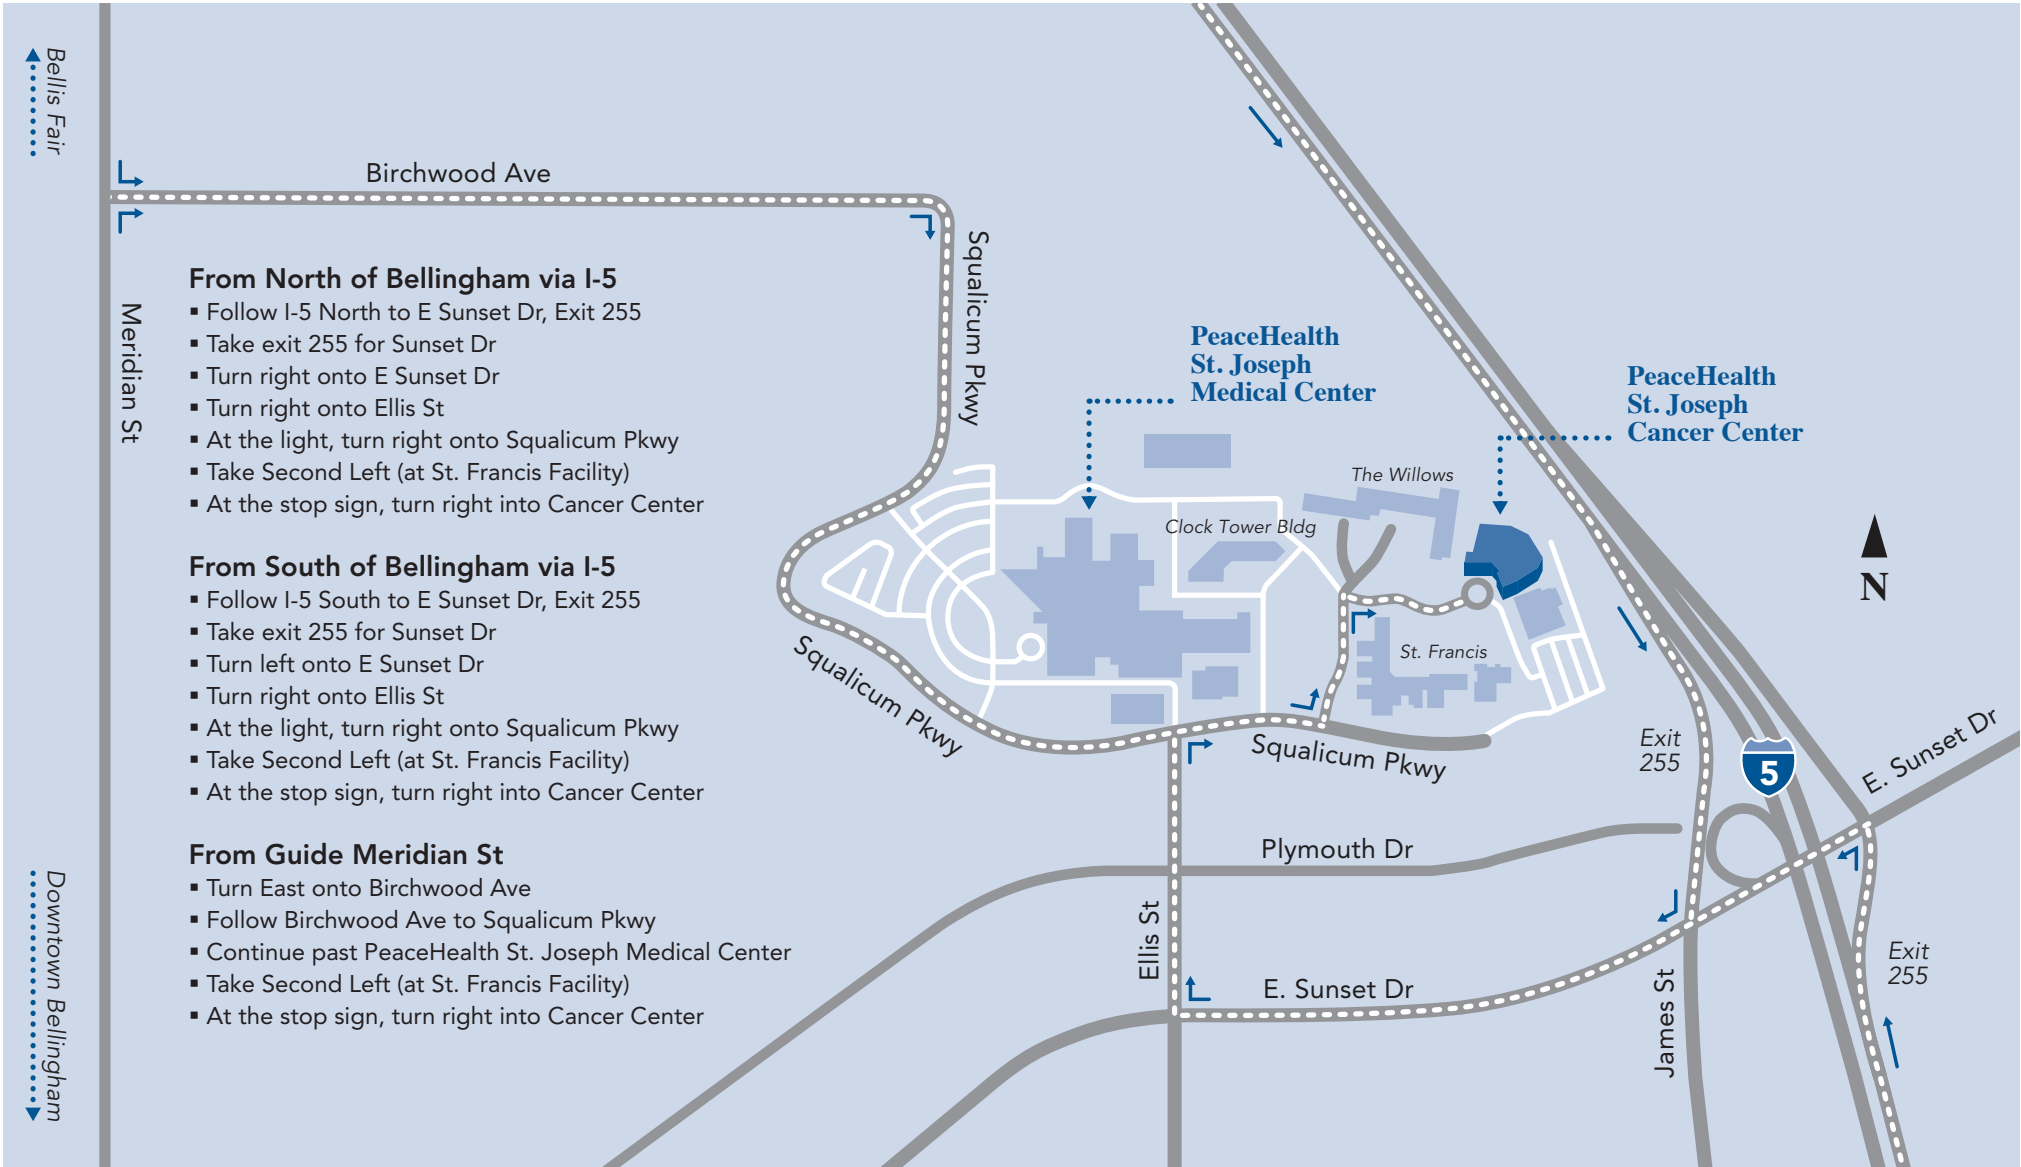 Bellis Fair
Birchwood Ave
Squalicum Pkwy
Meridian St
From North of Bellingham via I-5
▪ Follow I-5 North to E Sunset Dr, Exit 255
▪ Take exit 255 for Sunset Dr
▪ Turn right onto E Sunset Dr
▪ Turn right onto Ellis St
▪ At the light, turn right onto Squalicum Pkwy
▪ Take Second Left (at St. Francis Facility)
▪ At the stop sign, turn right into Cancer Center
From South of Bellingham via I-5
▪ Follow I-5 South to E Sunset Dr, Exit 255
▪ Take exit 255 for Sunset Dr
▪ Turn left onto E Sunset Dr
▪ Turn right onto Ellis St
▪ At the light, turn right onto Squalicum Pkwy
▪ Take Second Left (at St. Francis Facility)
▪ At the stop sign, turn right into Cancer Center
From Guide Meridian St
▪ Turn East onto Birchwood Ave
▪ Follow Birchwood Ave to Squalicum Pkwy
▪ Continue past PeaceHealth St. Joseph Medical Center
▪ Take Second Left (at St. Francis Facility)
▪ At the stop sign, turn right into Cancer Center
Downtown Bellingham
PeaceHealth
St. Joseph
Medical Center
PeaceHealth
St. Joseph
Cancer Center
The Willows
Clock Tower Bldg
St. Francis
N
Squalicum Pkwy
Squalicum Pkwy
Exit
255
5
E. Sunset Dr
Plymouth Dr
Ellis St
E. Sunset Dr
James St
Exit
255